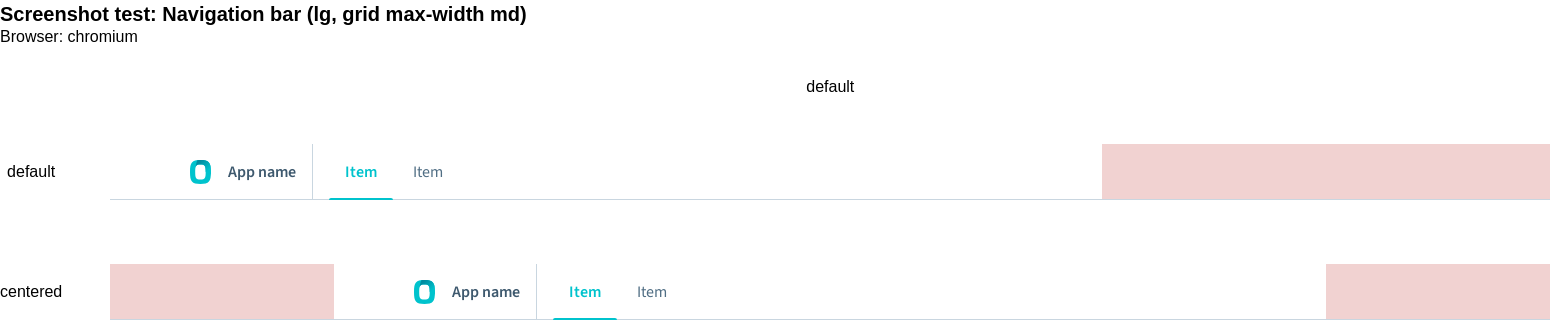 Screenshot test: Navigation bar (lg, grid max-width md)
Browser: chromium
default
default App name Item Item
centered App name Item Item